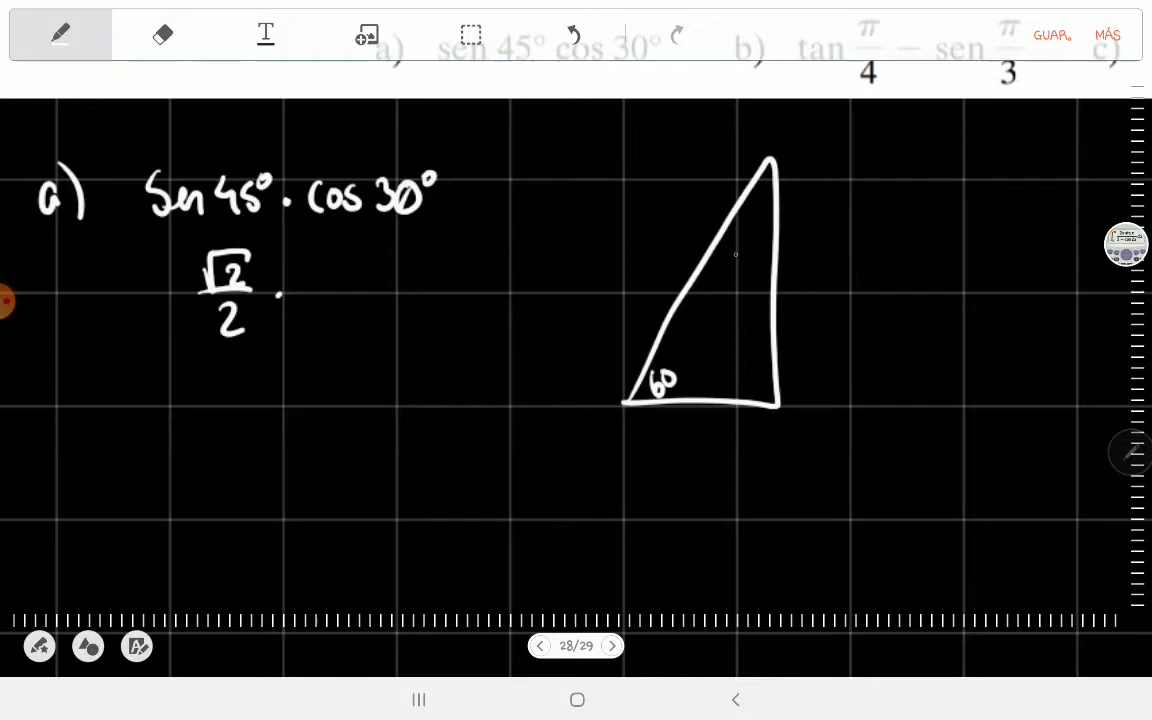 T
GUAR. MÁS
a) sen 45° cos 30° b) tan π/4 − sen π/3 c)
a) Sen 45° · cos 30°
√2/2 ·
60
28/29